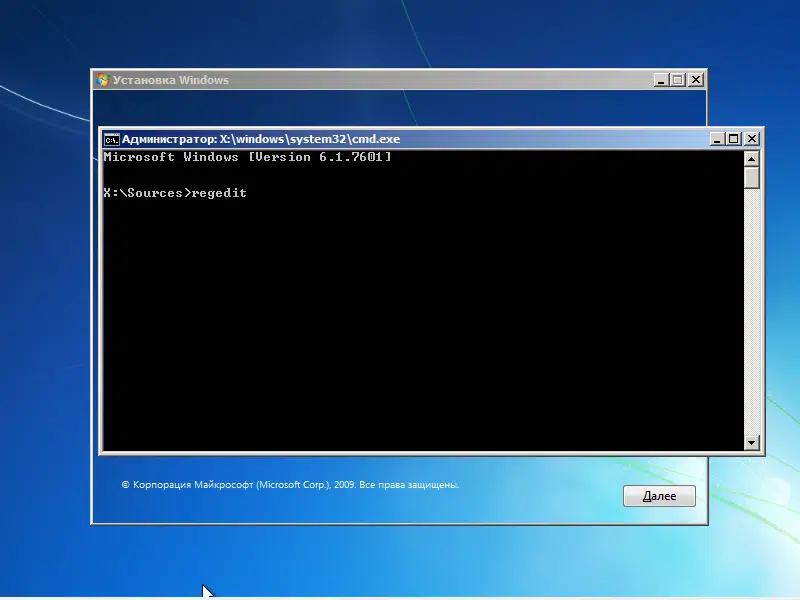 Установка Windows
Администратор: X:\windows\system32\cmd.exe
Microsoft Windows [Version 6.1.7601]
X:\Sources>regedit
© Корпорация Майкрософт (Microsoft Corp.), 2009. Все права защищены.
Далее